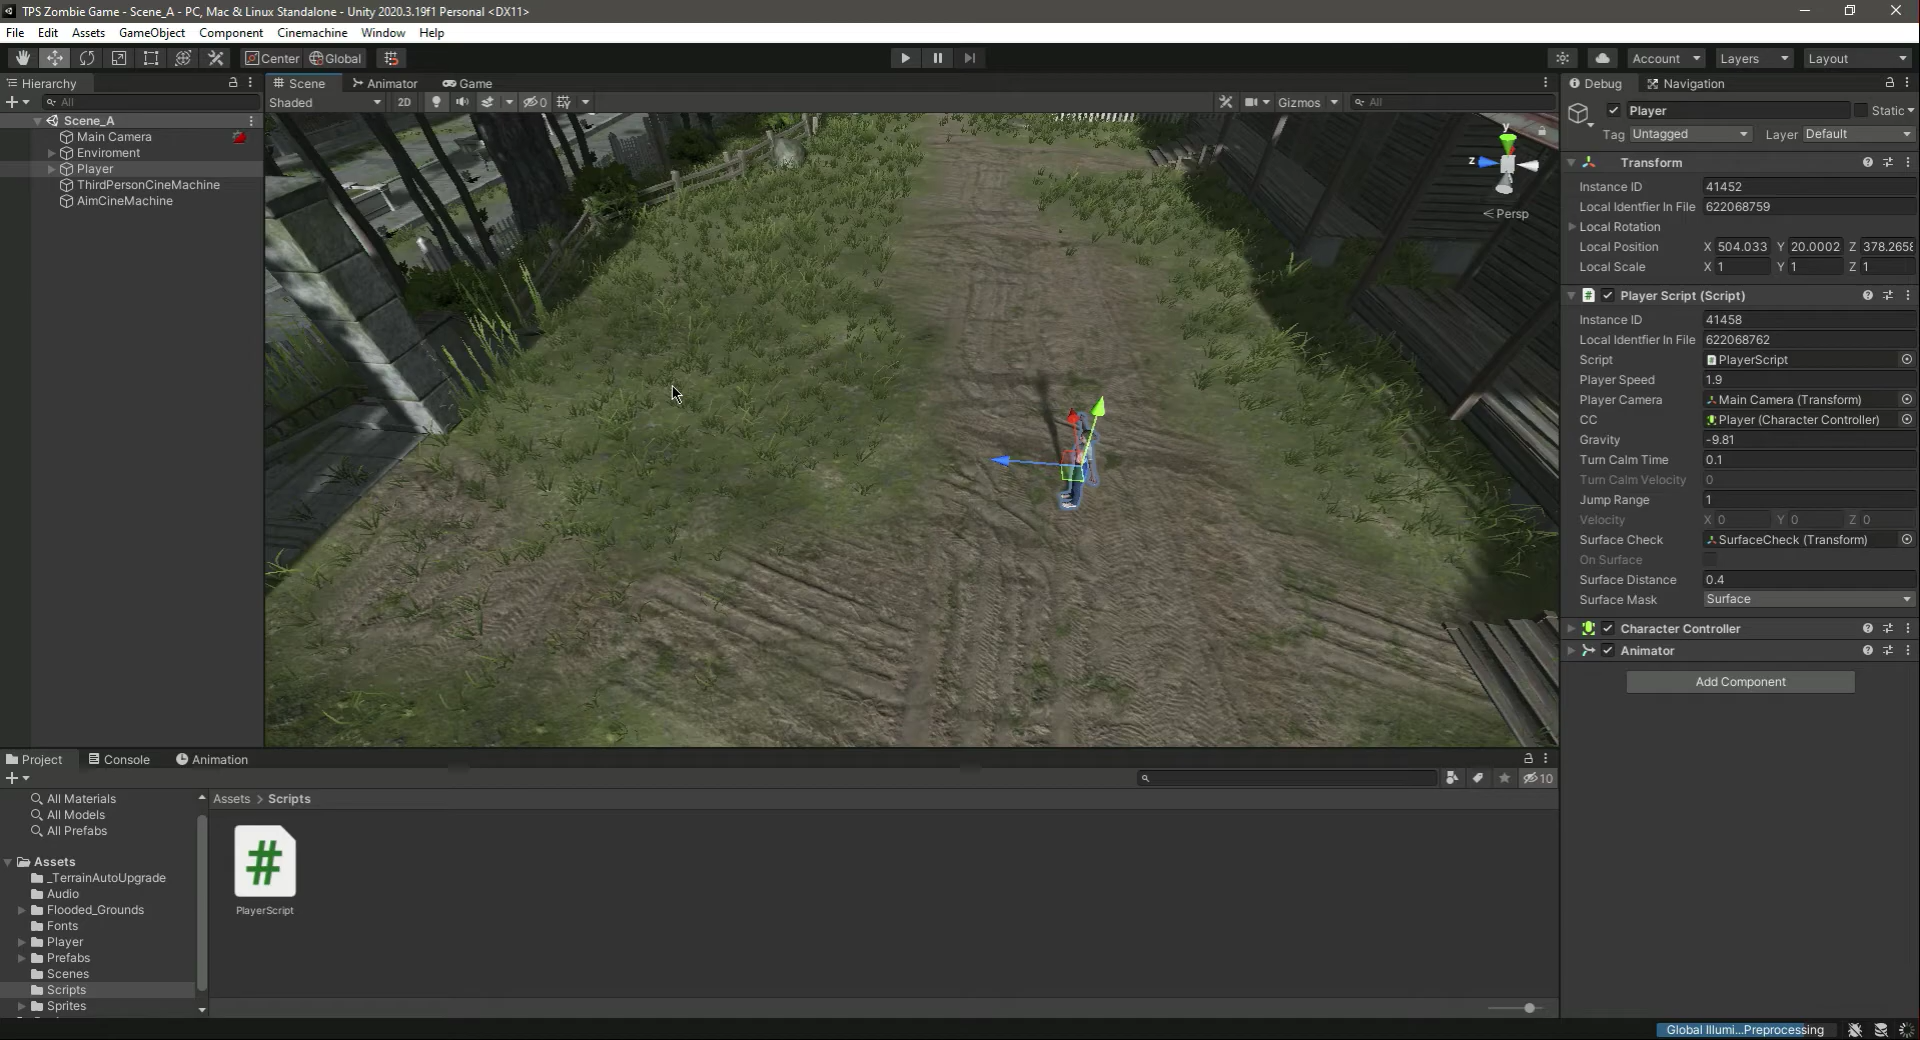 TPS Zombie Game - Scene_A - PC, Mac & Linux Standalone - Unity 2020.3.19f1 Personal <DX11>
File Edit Assets GameObject Component Cinemachine Window Help
Center Global Account Layers Layout
Hierarchy
All
Scene_A
Main Camera
Enviroment
Player
ThirdPersonCineMachine
AimCineMachine
Scene Animator Game
Shaded 2D 0 Gizmos All
y
z
Persp
Debug Navigation
Player Static
Tag Untagged Layer Default
Transform
Instance ID 41452
Local Identfier In File 622068759
Local Rotation
Local Position X 504.033 Y 20.0002 Z 378.2658
Local Scale X 1 Y 1 Z 1
Player Script (Script)
Instance ID 41458
Local Identfier In File 622068762
Script PlayerScript
Player Speed 1.9
Player Camera Main Camera (Transform)
CC Player (Character Controller)
Gravity -9.81
Turn Calm Time 0.1
Turn Calm Velocity 0
Jump Range 1
Velocity X 0 Y 0 Z 0
Surface Check SurfaceCheck (Transform)
On Surface
Surface Distance 0.4
Surface Mask Surface
Character Controller
Animator
Add Component
Project Console Animation
10
All Materials
All Models
All Prefabs
Assets
_TerrainAutoUpgrade
Audio
Flooded_Grounds
Fonts
Player
Prefabs
Scenes
Scripts
Sprites
Assets > Scripts
#
PlayerScript
Global Illumi...Preprocessing